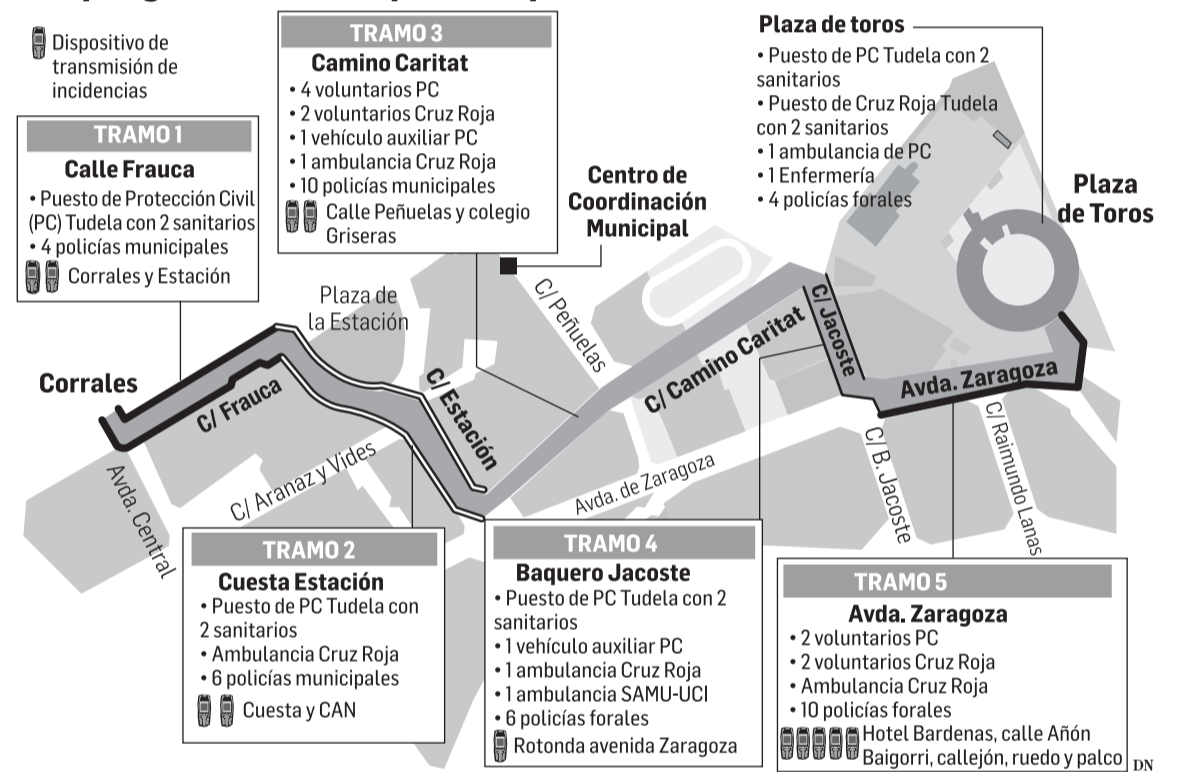 Dispositivo de
transmisión de
incidencias
TRAMO 1
Calle Frauca
• Puesto de Protección Civil
(PC) Tudela con 2 sanitarios
• 4 policías municipales
Corrales y Estación
TRAMO 3
Camino Caritat
• 4 voluntarios PC
• 2 voluntarios Cruz Roja
• 1 vehículo auxiliar PC
• 1 ambulancia Cruz Roja
• 10 policías municipales
Calle Peñuelas y colegio
Griseras
Plaza de toros
• Puesto de PC Tudela con 2
sanitarios
• Puesto de Cruz Roja Tudela
con 2 sanitarios
• 1 ambulancia de PC
• 1 Enfermería
• 4 policías forales
Centro de
Coordinación
Municipal
Plaza
de Toros
Plaza de
la Estación
C/ Peñuelas
Corrales
C/ Frauca
C/ Estación
C/ Camino Caritat
C/ Jacoste
Avda. Zaragoza
Avda. Central
C/ Aranaz y Vides
Avda. de Zaragoza
C/ B. Jacoste
C/ Raimundo Lanas
TRAMO 2
Cuesta Estación
• Puesto de PC Tudela con
2 sanitarios
• Ambulancia Cruz Roja
• 6 policías municipales
Cuesta y CAN
TRAMO 4
Baquero Jacoste
• Puesto de PC Tudela con 2
sanitarios
• 1 vehículo auxiliar PC
• 1 ambulancia Cruz Roja
• 1 ambulancia SAMU-UCI
• 6 policías forales
Rotonda avenida Zaragoza
TRAMO 5
Avda. Zaragoza
• 2 voluntarios PC
• 2 voluntarios Cruz Roja
• Ambulancia Cruz Roja
• 10 policías forales
Hotel Bardenas, calle Añón
Baigorri, callejón, ruedo y palco
DN